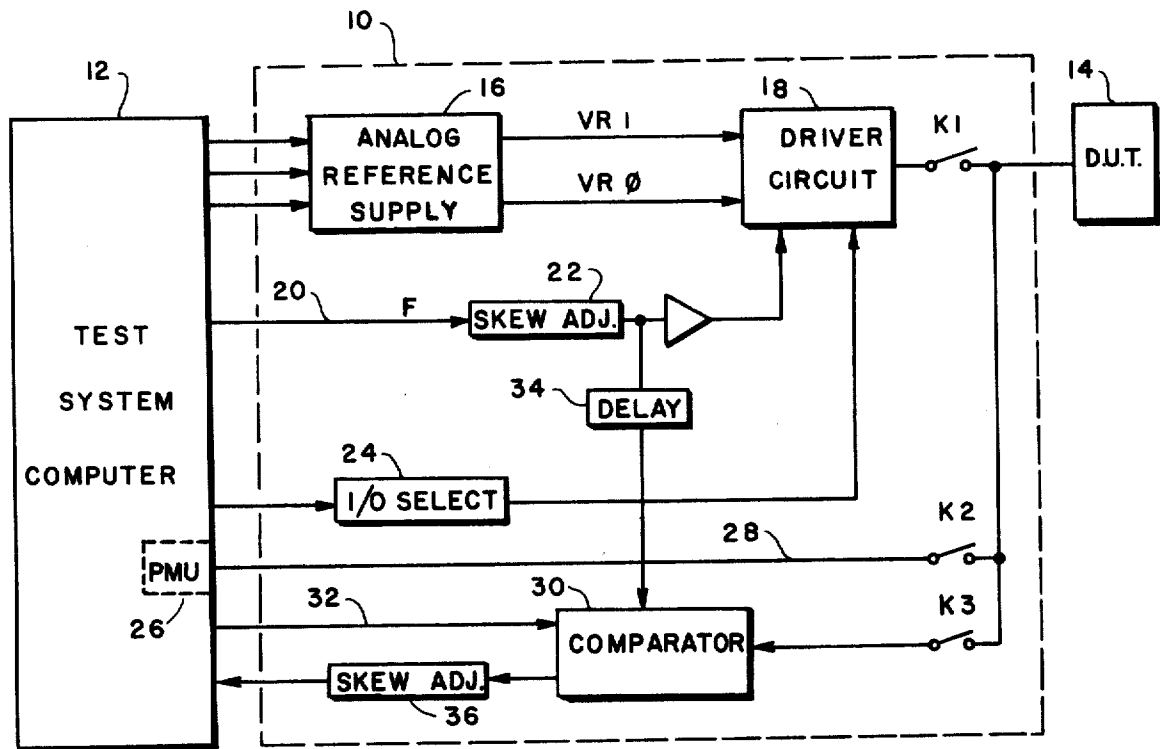 10
12
16
18
14
ANALOG
REFERENCE
SUPPLY
VR 1
VR Ø
DRIVER
CIRCUIT
K1
D.U.T.
20
F
22
SKEW ADJ.
TEST
SYSTEM
COMPUTER
34
DELAY
24
I/O SELECT
PMU
26
28
K2
K3
32
30
COMPARATOR
SKEW ADJ.
36